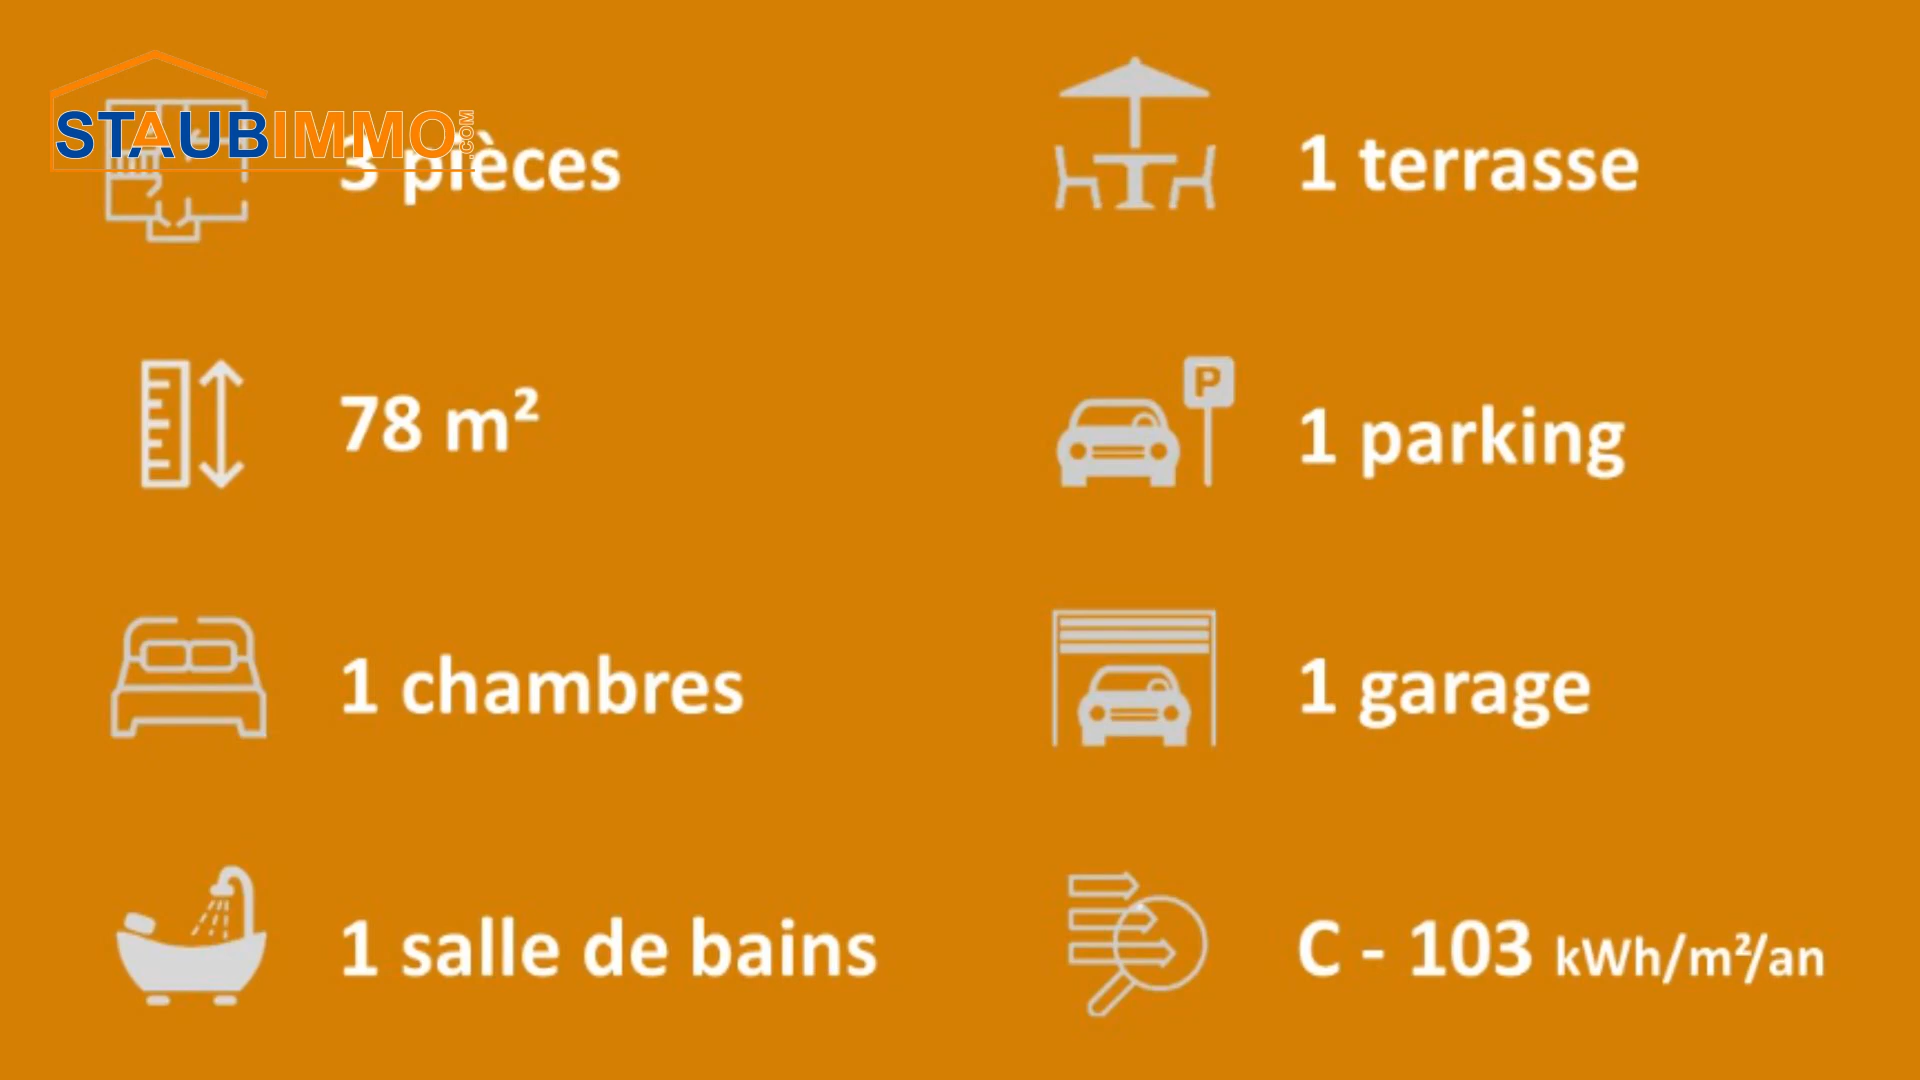 STAUBIMMO.COM
3 pièces
78 m²
1 chambres
1 salle de bains
1 terrasse
P
1 parking
1 garage
C - 103 kWh/m²/an